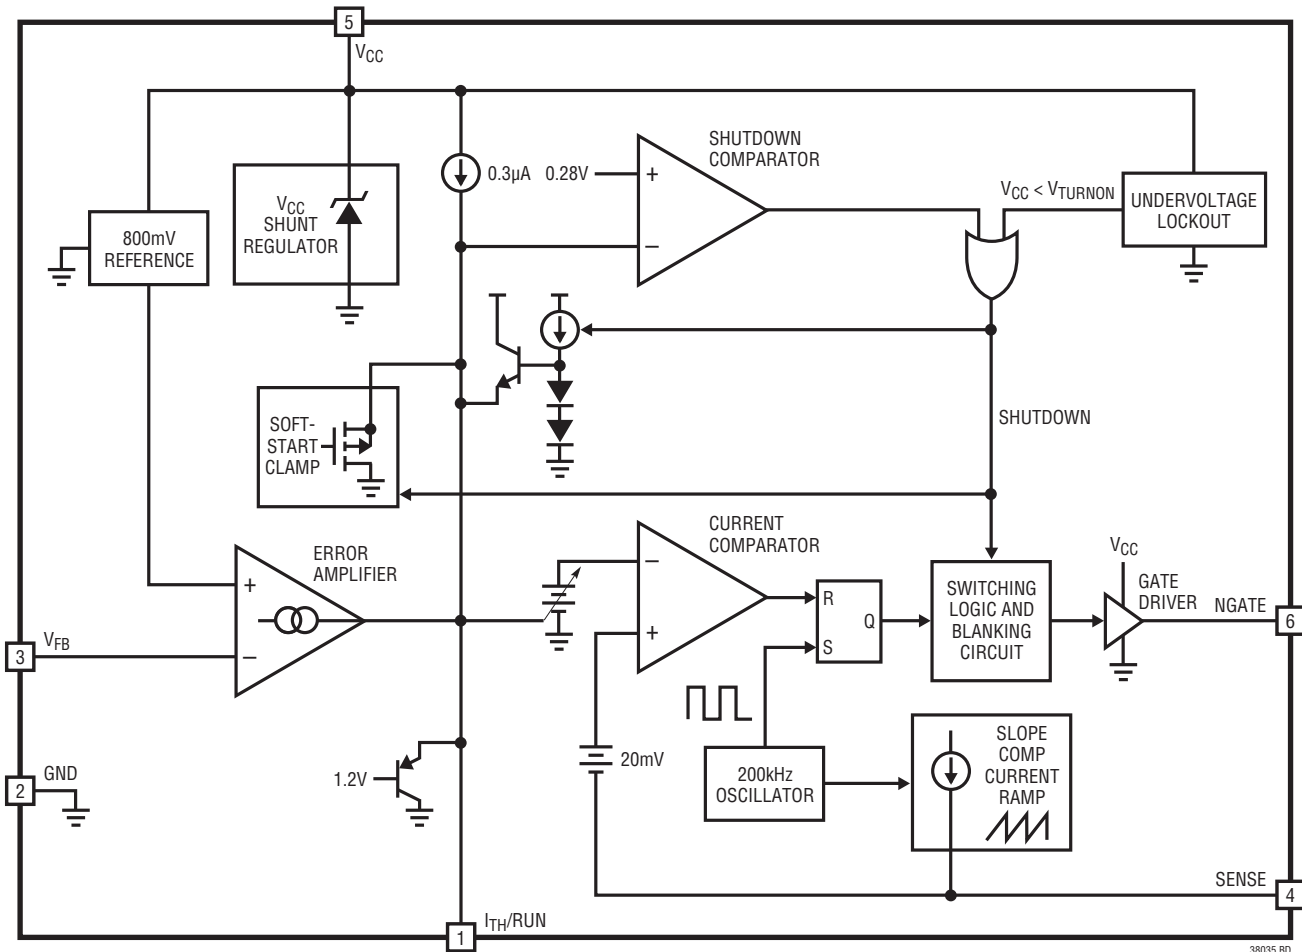 5
VCC
SHUTDOWN
COMPARATOR
0.3µA
0.28V
+
–
VCC < VTURNON
UNDERVOLTAGE
LOCKOUT
800mV
REFERENCE
VCC
SHUNT
REGULATOR
SOFT-
START
CLAMP
SHUTDOWN
ERROR
AMPLIFIER
+
–
CURRENT
COMPARATOR
–
+
R
S
Q
SWITCHING
LOGIC AND
BLANKING
CIRCUIT
VCC
GATE
DRIVER
NGATE
6
3
VFB
2
GND
1.2V
20mV
200kHz
OSCILLATOR
SLOPE
COMP
CURRENT
RAMP
SENSE
4
1
ITH/RUN
38035 BD